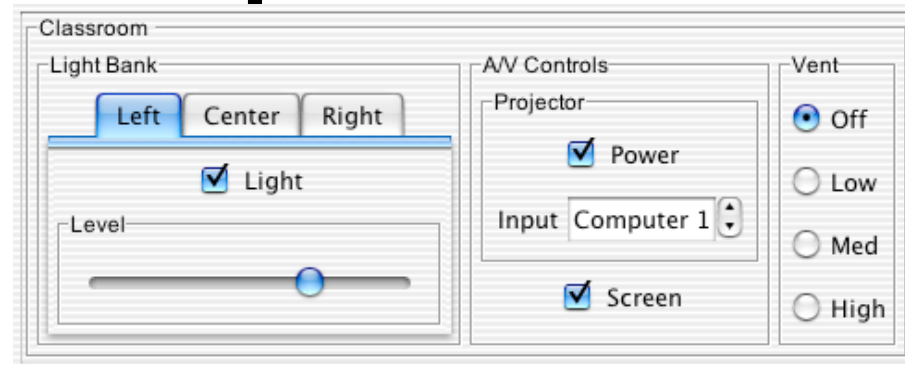 Classroom
Light Bank
Left Center Right
Light
Level
A/V Controls
Projector
Power
Input Computer 1
Screen
Vent
Off
Low
Med
High